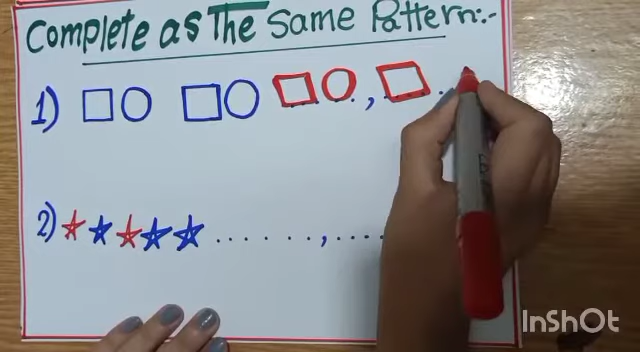 Complete as The Same Pattern:-
1)
2)
InShOt